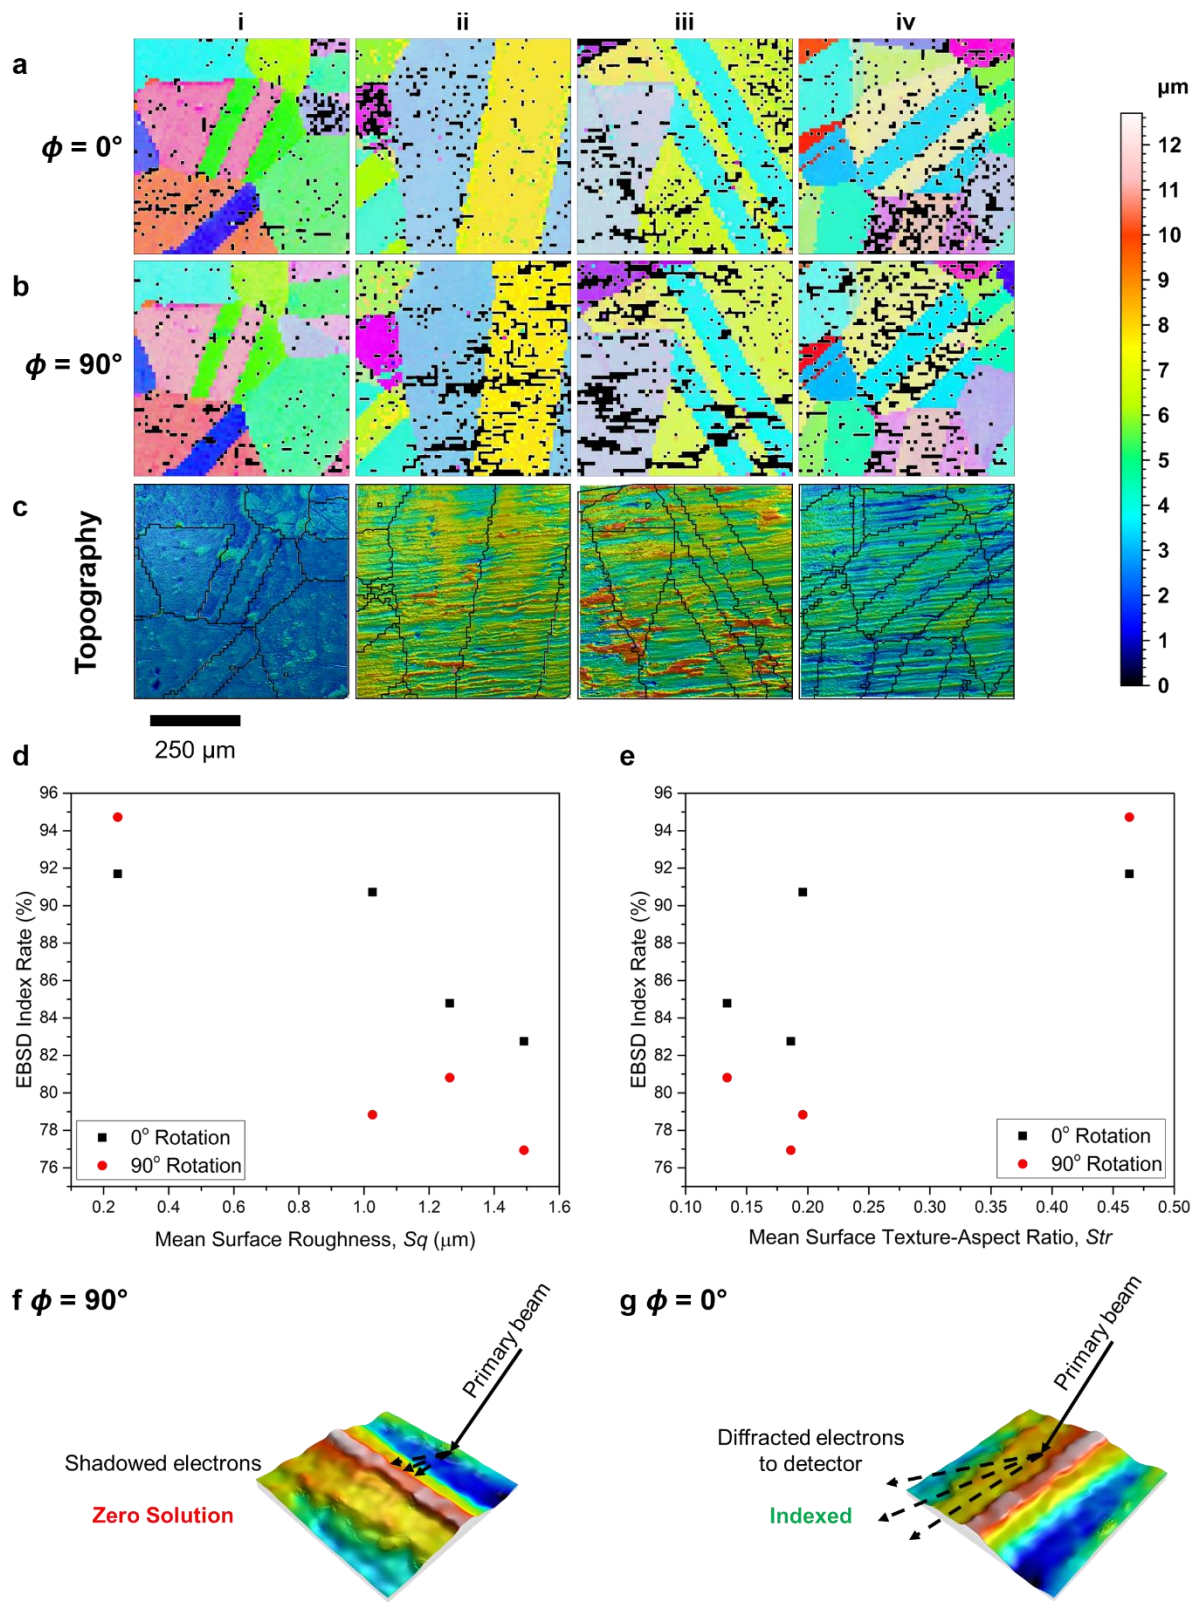 i ii iii iv
a
ϕ = 0°
b
ϕ = 90°
c
Topography
µm
12
11
10
9
8
7
6
5
4
3
2
1
0
250 µm
d
96
94
92
90
88
86
84
82
80
78
76
EBSD Index Rate (%)
0° Rotation
90° Rotation
0.2 0.4 0.6 0.8 1.0 1.2 1.4 1.6
Mean Surface Roughness, Sq (µm)
e
96
94
92
90
88
86
84
82
80
78
76
EBSD Index Rate (%)
0° Rotation
90° Rotation
0.10 0.15 0.20 0.25 0.30 0.35 0.40 0.45 0.50
Mean Surface Texture-Aspect Ratio, Str
f ϕ = 90°
Primary beam
Shadowed electrons
Zero Solution
g ϕ = 0°
Primary beam
Diffracted electrons
to detector
Indexed